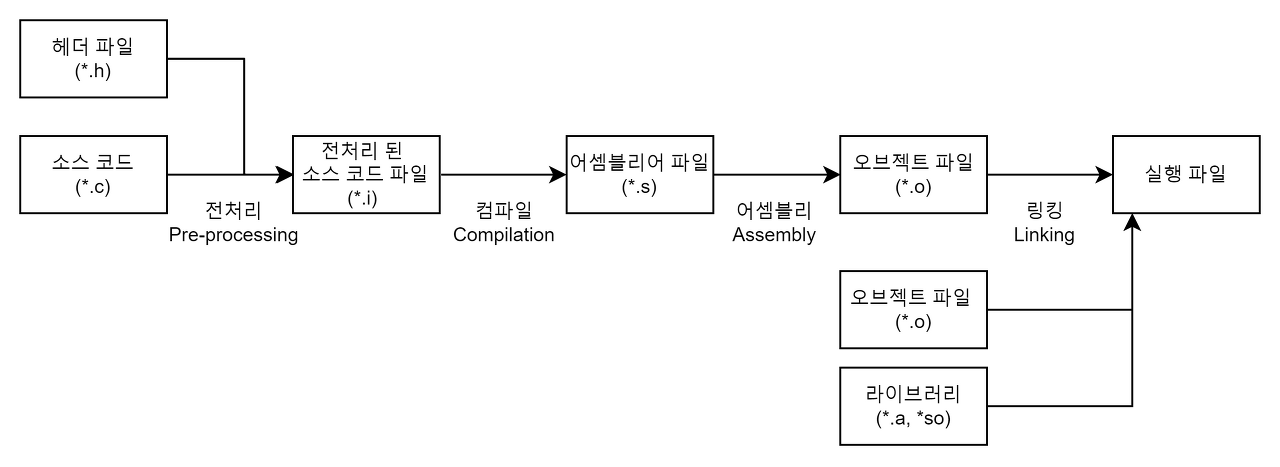 헤더 파일
(*.h)
소스 코드
(*.c)
전처리
Pre-processing
전처리 된
소스 코드 파일
(*.i)
컴파일
Compilation
어셈블리어 파일
(*.s)
어셈블리
Assembly
오브젝트 파일
(*.o)
링킹
Linking
실행 파일
오브젝트 파일
(*.o)
라이브러리
(*.a, *so)